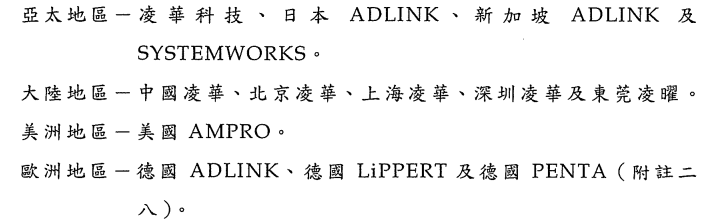 亞太地區－凌華科技、日本 ADLINK、新加坡 ADLINK 及
SYSTEMWORKS。
大陸地區－中國凌華、北京凌華、上海凌華、深圳凌華及東莞凌曜。
美洲地區－美國 AMPRO。
歐洲地區－德國 ADLINK、德國 LiPPERT 及德國 PENTA（附註二
八）。